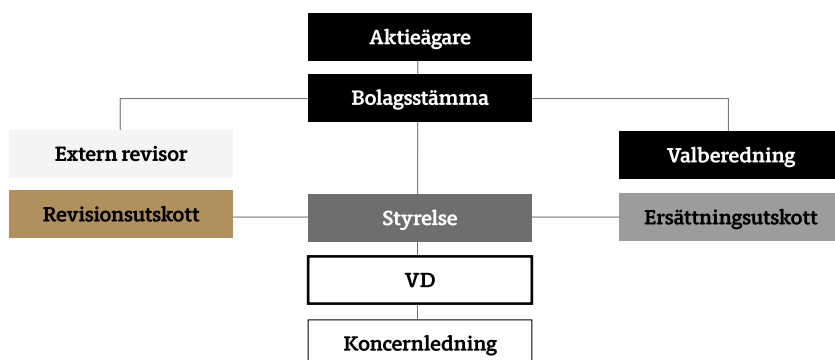 Aktieägare
Bolagsstämma
Extern revisor
Valberedning
Revisionsutskott
Styrelse
Ersättningsutskott
VD
Koncernledning